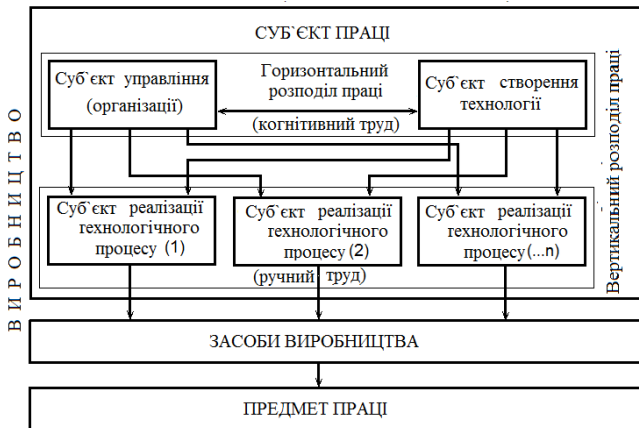 СУБ`ЄКТ ПРАЦІ
Суб`єкт управління
(організації)
Горизонтальний
розподіл праці
(когнітивний труд)
Суб`єкт створення
технології
Суб`єкт реалізації
технологічного
процесу (1)
Суб`єкт реалізації
технологічного
процесу (2)
Суб`єкт реалізації
технологічного
процесу(...n)
(ручний труд)
ВИРОБНИЦТВО
Вертикальний розподіл праці
ЗАСОБИ ВИРОБНИЦТВА
ПРЕДМЕТ ПРАЦІ